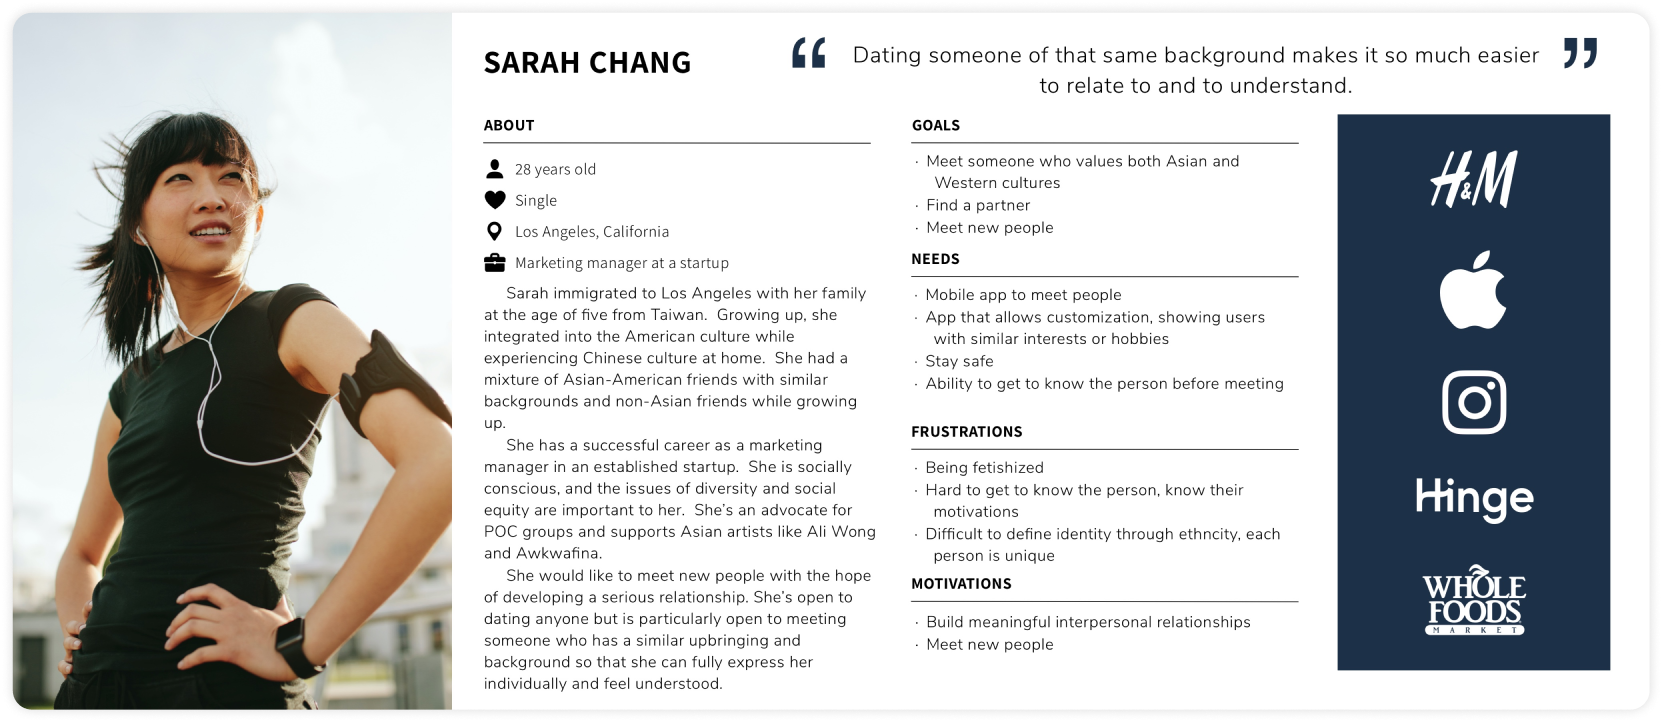 SARAH CHANG
“ Dating someone of that same background makes it so much easier ”
to relate to and to understand.
ABOUT
28 years old
Single
Los Angeles, California
Marketing manager at a startup
Sarah immigrated to Los Angeles with her family
at the age of five from Taiwan.  Growing up, she
integrated into the American culture while
experiencing Chinese culture at home.  She had a
mixture of Asian-American friends with similar
backgrounds and non-Asian friends while growing
up.
She has a successful career as a marketing
manager in an established startup.  She is socially
conscious, and the issues of diversity and social
equity are important to her.  She’s an advocate for
POC groups and supports Asian artists like Ali Wong
and Awkwafina.
She would like to meet new people with the hope
of developing a serious relationship. She’s open to
dating anyone but is particularly open to meeting
someone who has a similar upbringing and
background so that she can fully express her
individually and feel understood.
GOALS
· Meet someone who values both Asian and
Western cultures
· Find a partner
· Meet new people
NEEDS
· Mobile app to meet people
· App that allows customization, showing users
with similar interests or hobbies
· Stay safe
· Ability to get to know the person before meeting
FRUSTRATIONS
· Being fetishized
· Hard to get to know the person, know their
motivations
· Difficult to define identity through ethncity, each
person is unique
MOTIVATIONS
· Build meaningful interpersonal relationships
· Meet new people
H&M
Hinge
WHOLE
FOODS
MARKET